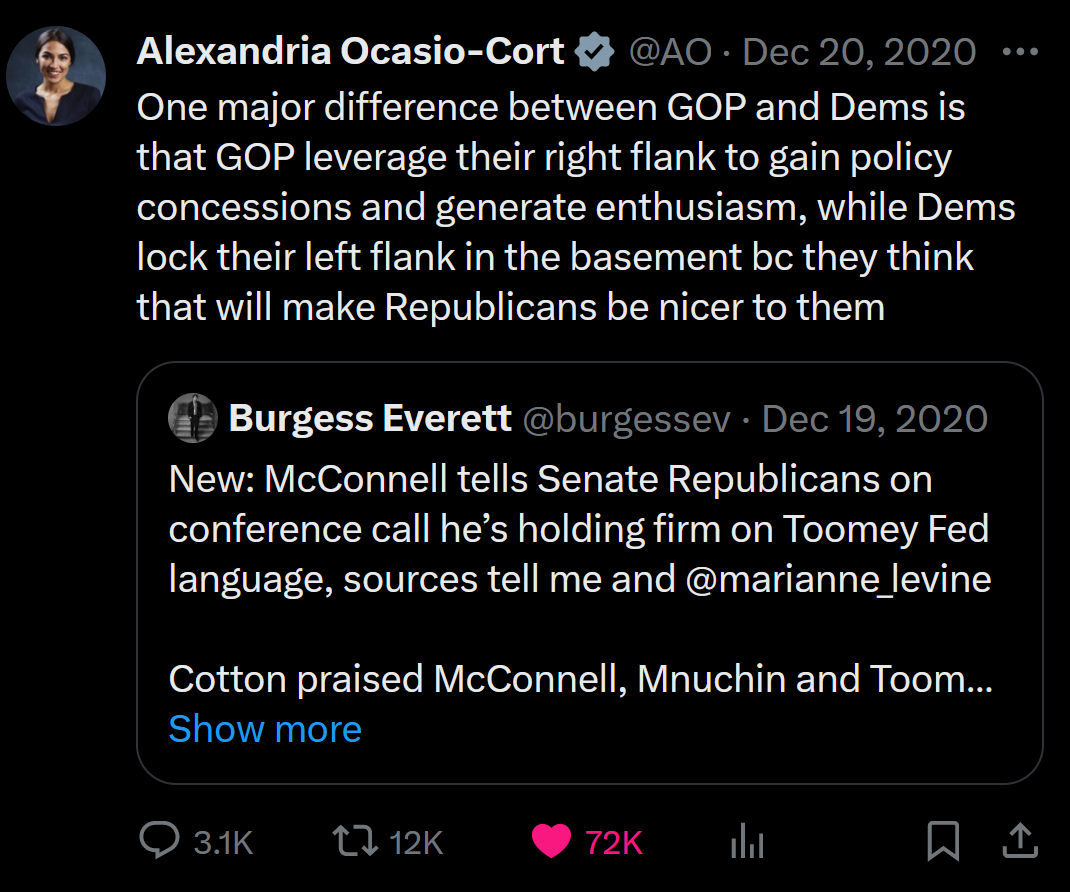 Alexandria Ocasio-Cort @AO · Dec 20, 2020
One major difference between GOP and Dems is
that GOP leverage their right flank to gain policy
concessions and generate enthusiasm, while Dems
lock their left flank in the basement bc they think
that will make Republicans be nicer to them
Burgess Everett @burgessev · Dec 19, 2020
New: McConnell tells Senate Republicans on
conference call he’s holding firm on Toomey Fed
language, sources tell me and @marianne_levine
Cotton praised McConnell, Mnuchin and Toom...
Show more
3.1K 12K 72K